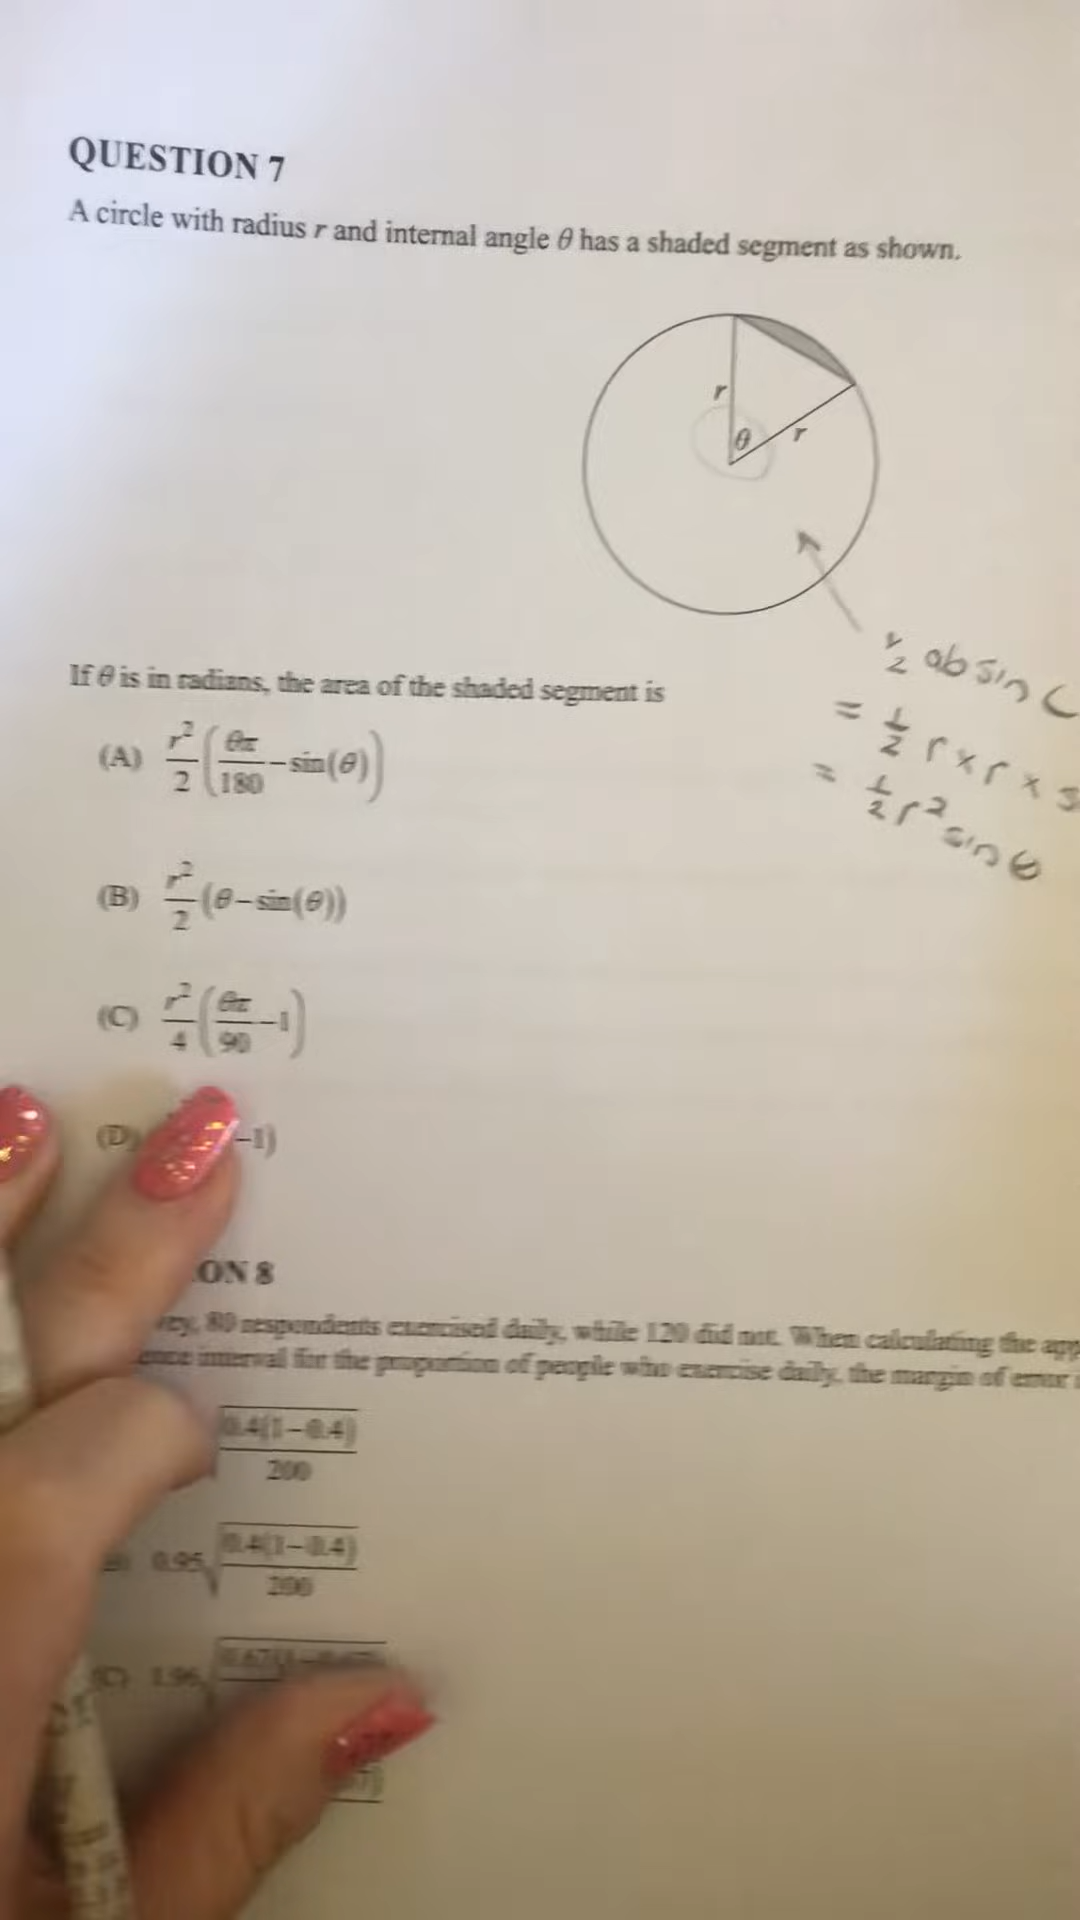 QUESTION 7
A circle with radius r and internal angle θ has a shaded segment as shown.
r
θ
r
½ ab sin C
= ½ r × r × s
= ½ r² sin θ
If θ is in radians, the area of the shaded segment is
(A) r²/2 (θπ/180 − sin(θ))
(B) r²/2 (θ − sin(θ))
(C) r²/4 (θπ/90 − 1)
(D) −1)
ON 8
80 respondents exercised daily, while 120 did not. When calculating the app
interval for the proportion of people who exercise daily, the margin of error
√(0.4(1−0.4)/200)
0.95√(0.4(1−0.4)/200)
(C) 1.96